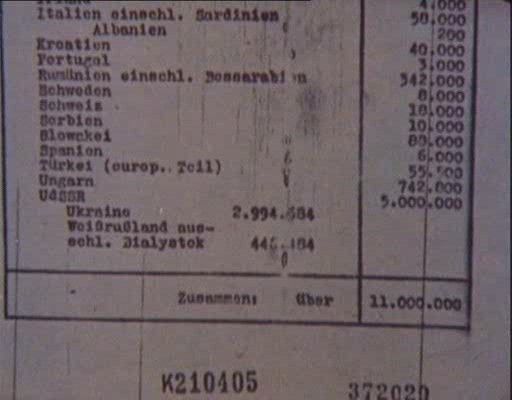 4.000
Italien einschl. Sardinien 58.000
Albanien 200
Kroatien 40.000
Portugal 3.000
Rumänien einschl. Bessarabien 342.000
Schweden 8.000
Schweiz 18.000
Serbien 10.000
Slowakei 88.000
Spanien 6.000
Türkei (europ. Teil) 55.500
Ungarn 742.800
UdSSR 5.000.000
Ukraine 2.994.684
Weißrußland aus-
schl. Bialystok 446.484
Zusammen: über 11.000.000
K210405 372020